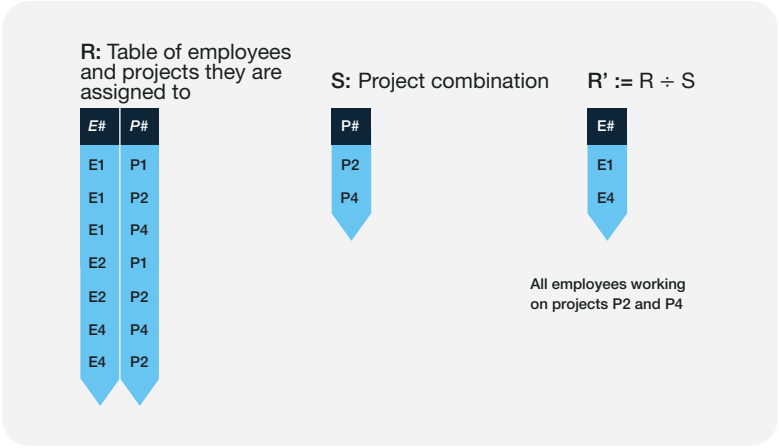 R: Table of employees
and projects they are
assigned to
E# P#
E1 P1
E1 P2
E1 P4
E2 P1
E2 P2
E4 P4
E4 P2
S: Project combination
P#
P2
P4
R’ := R ÷ S
E#
E1
E4
All employees working
on projects P2 and P4